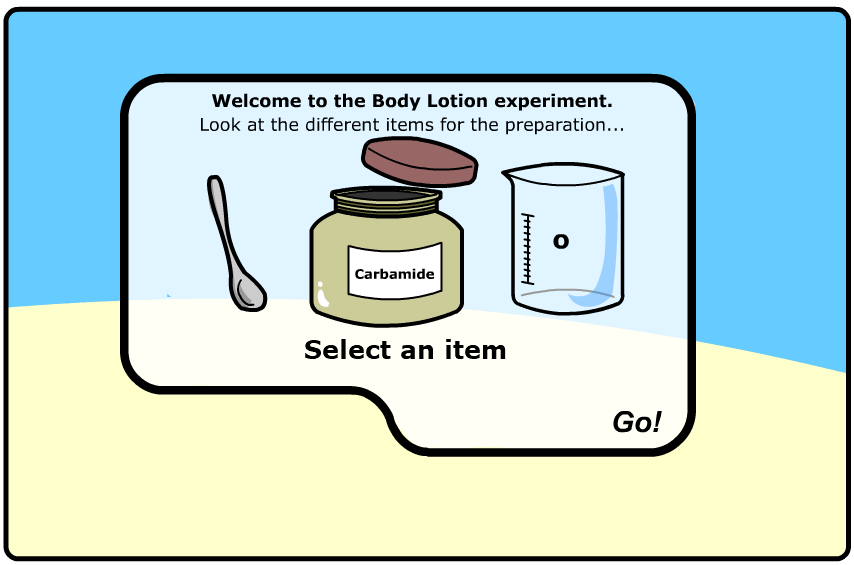 Welcome to the Body Lotion experiment.
Look at the different items for the preparation...
Carbamide
o
Select an item
Go!